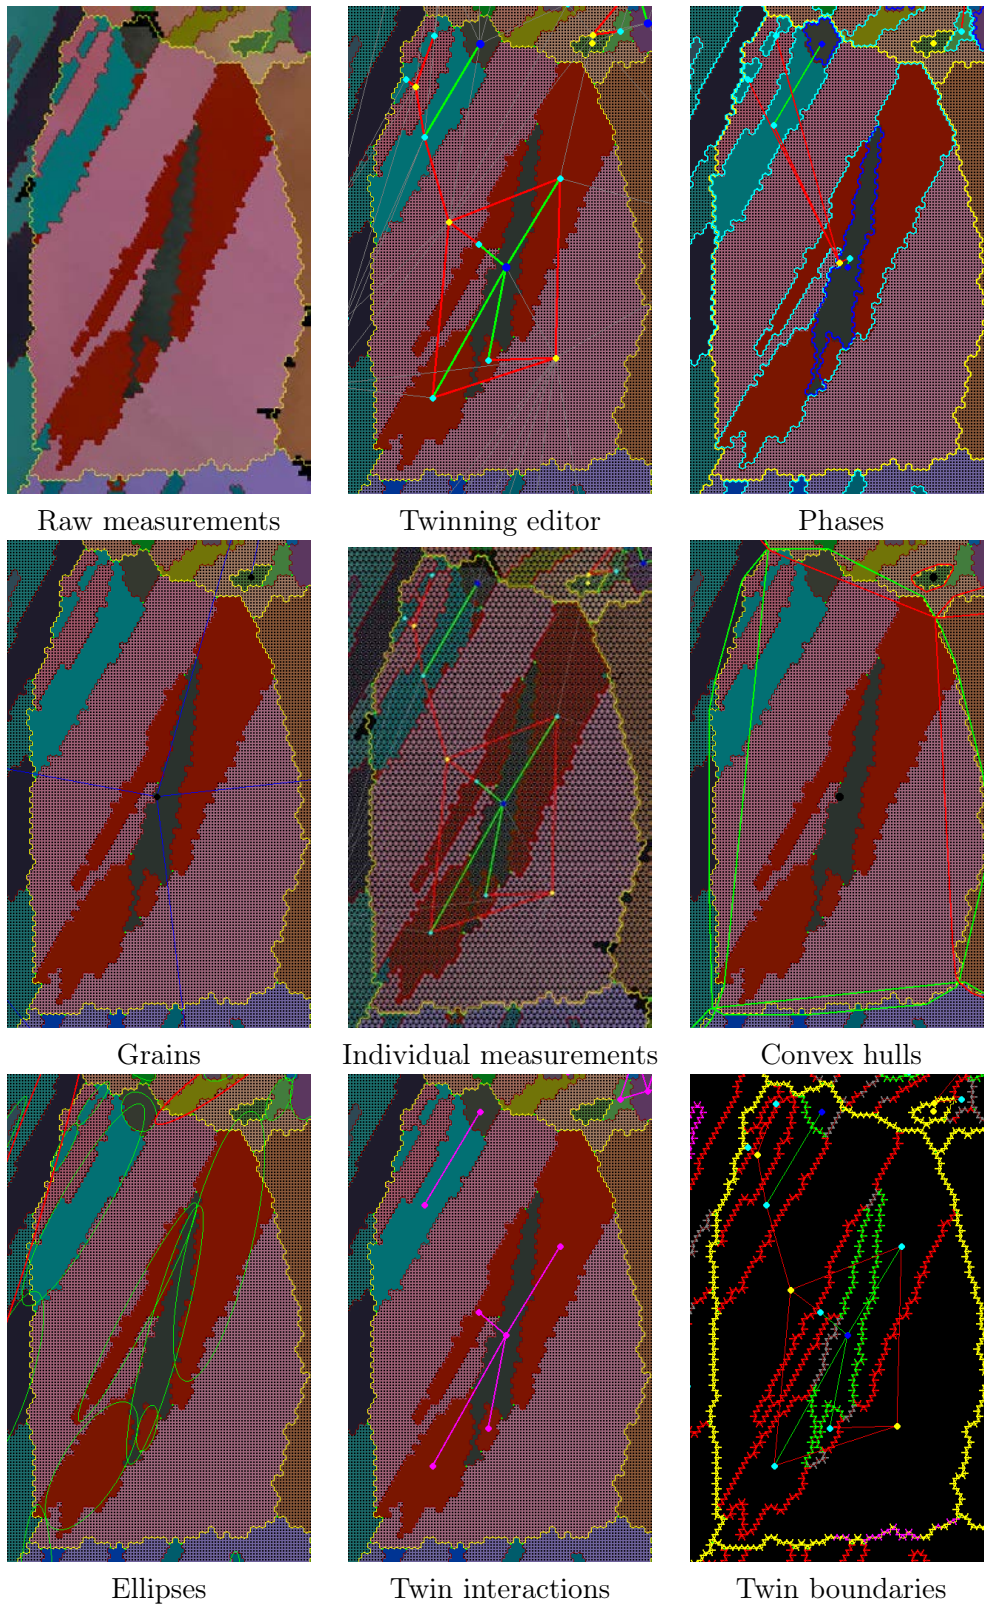 Raw measurements
Twinning editor
Phases
Grains
Individual measurements
Convex hulls
Ellipses
Twin interactions
Twin boundaries